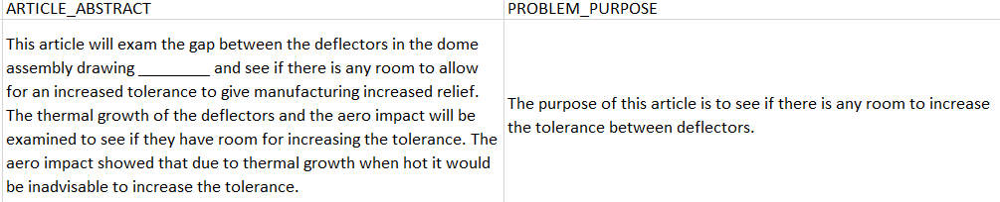 ARTICLE_ABSTRACT PROBLEM_PURPOSE
This article will exam the gap between the deflectors in the dome
assembly drawing _________ and see if there is any room to allow
for an increased tolerance to give manufacturing increased relief.
The thermal growth of the deflectors and the aero impact will be
examined to see if they have room for increasing the tolerance. The
aero impact showed that due to thermal growth when hot it would
be inadvisable to increase the tolerance.
The purpose of this article is to see if there is any room to increase
the tolerance between deflectors.